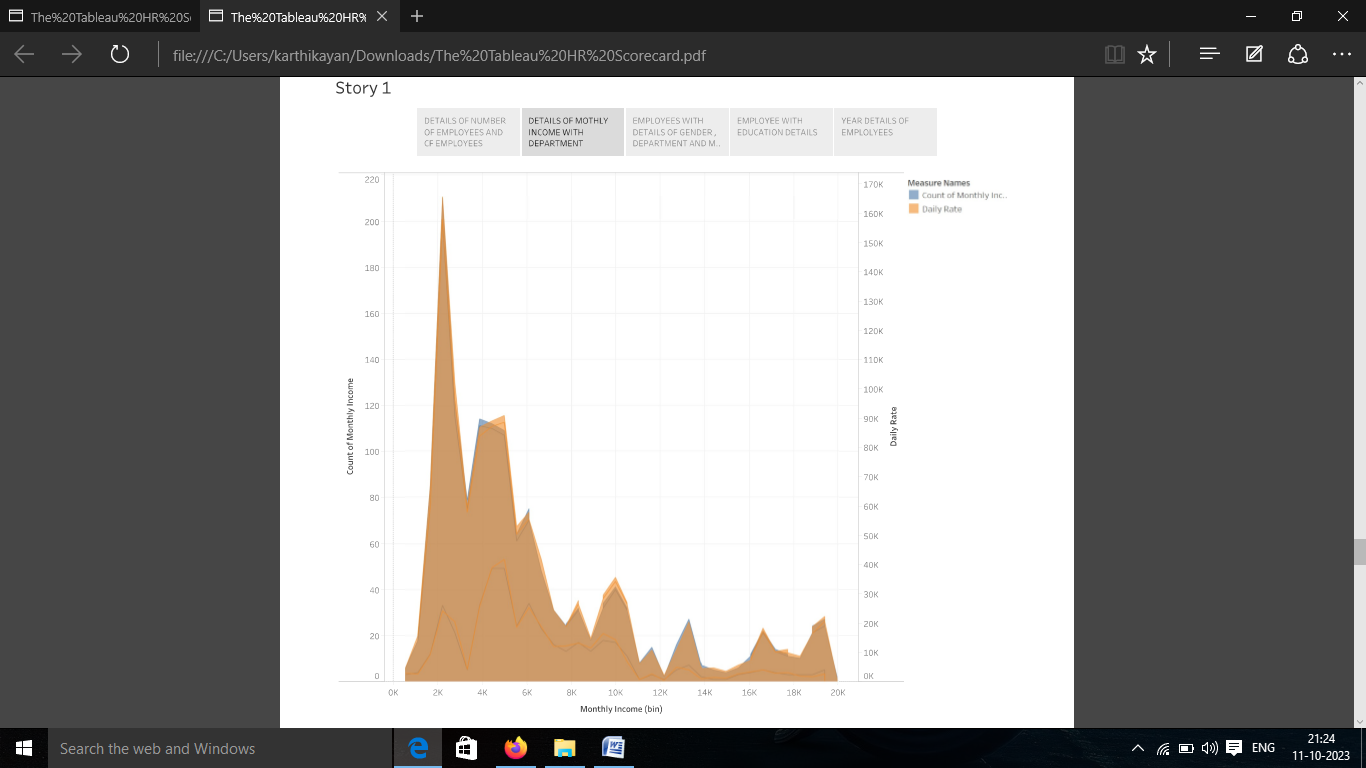 The%20Tableau%20HR%20S
The%20Tableau%20HR%
file:///C:/Users/karthikayan/Downloads/The%20Tableau%20HR%20Scorecard.pdf
Story 1
DETAILS OF NUMBER
OF EMPLOYEES AND
CF EMPLOYEES
DETAILS OF MOTHLY
INCOME WITH
DEPARTMENT
EMPLOYEES WITH
DETAILS OF GENDER ,
DEPARTMENT AND M..
EMPLOYEE WITH
EDUCATION DETAILS
YEAR DETAILS OF
EMPLOLYEES
Measure Names
Count of Monthly Inc..
Daily Rate
220
200
180
160
140
120
100
80
60
40
20
0
Count of Monthly Income
170K
160K
150K
140K
130K
120K
110K
100K
90K
80K
70K
60K
50K
40K
30K
20K
10K
0K
Daily Rate
0K 2K 4K 6K 8K 10K 12K 14K 16K 18K 20K
Monthly Income (bin)
Search the web and Windows
ENG
21:24
11-10-2023